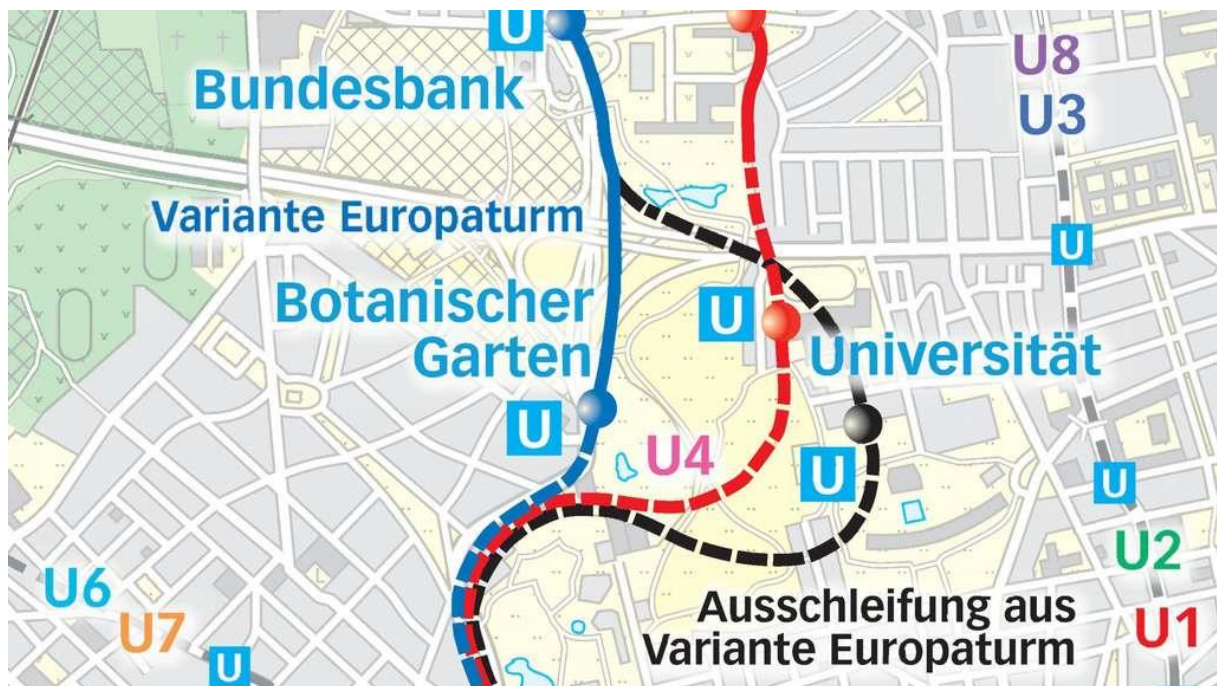 U
Bundesbank
U8
U3
Variante Europaturm
U
Botanischer
Garten
U
Universität
U
U4
U
U
U2
U6
U7
U
Ausschleifung aus
Variante Europaturm
U1